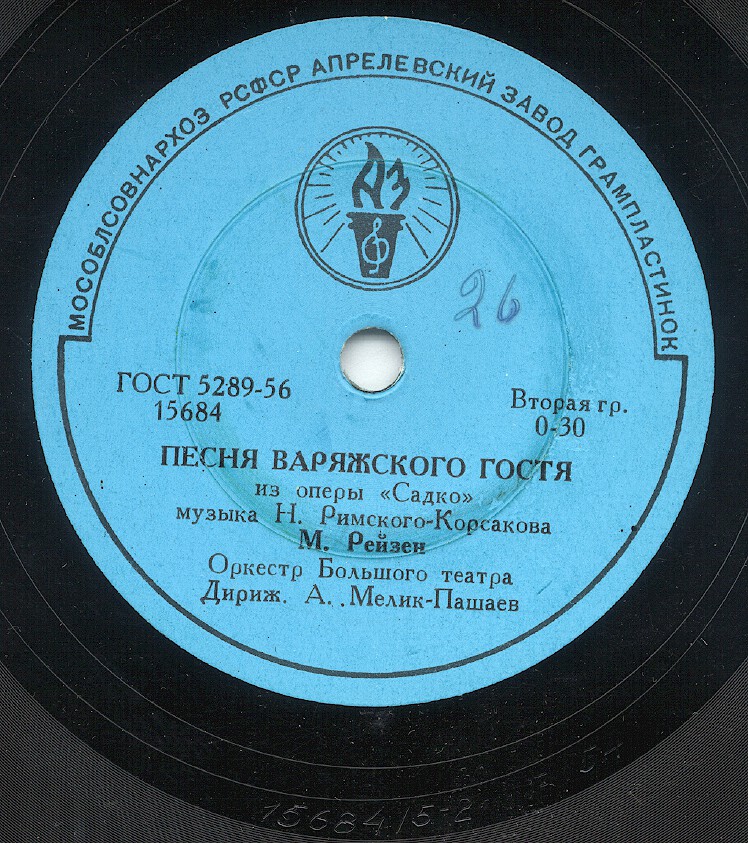 МОСОБЛСОВНАРХОЗ РСФСР АПРЕЛЕВСКИЙ ЗАВОД ГРАМПЛАСТИНОК
АЗ
26
ГОСТ 5289-56
15684
Вторая гр.
0-30
ПЕСНЯ ВАРЯЖСКОГО ГОСТЯ
из оперы «Садко»
музыка Н. Римского-Корсакова
М. Рейзен
Оркестр Большого театра
Дириж. А. .Мелик-Пашаев
15684/5-2